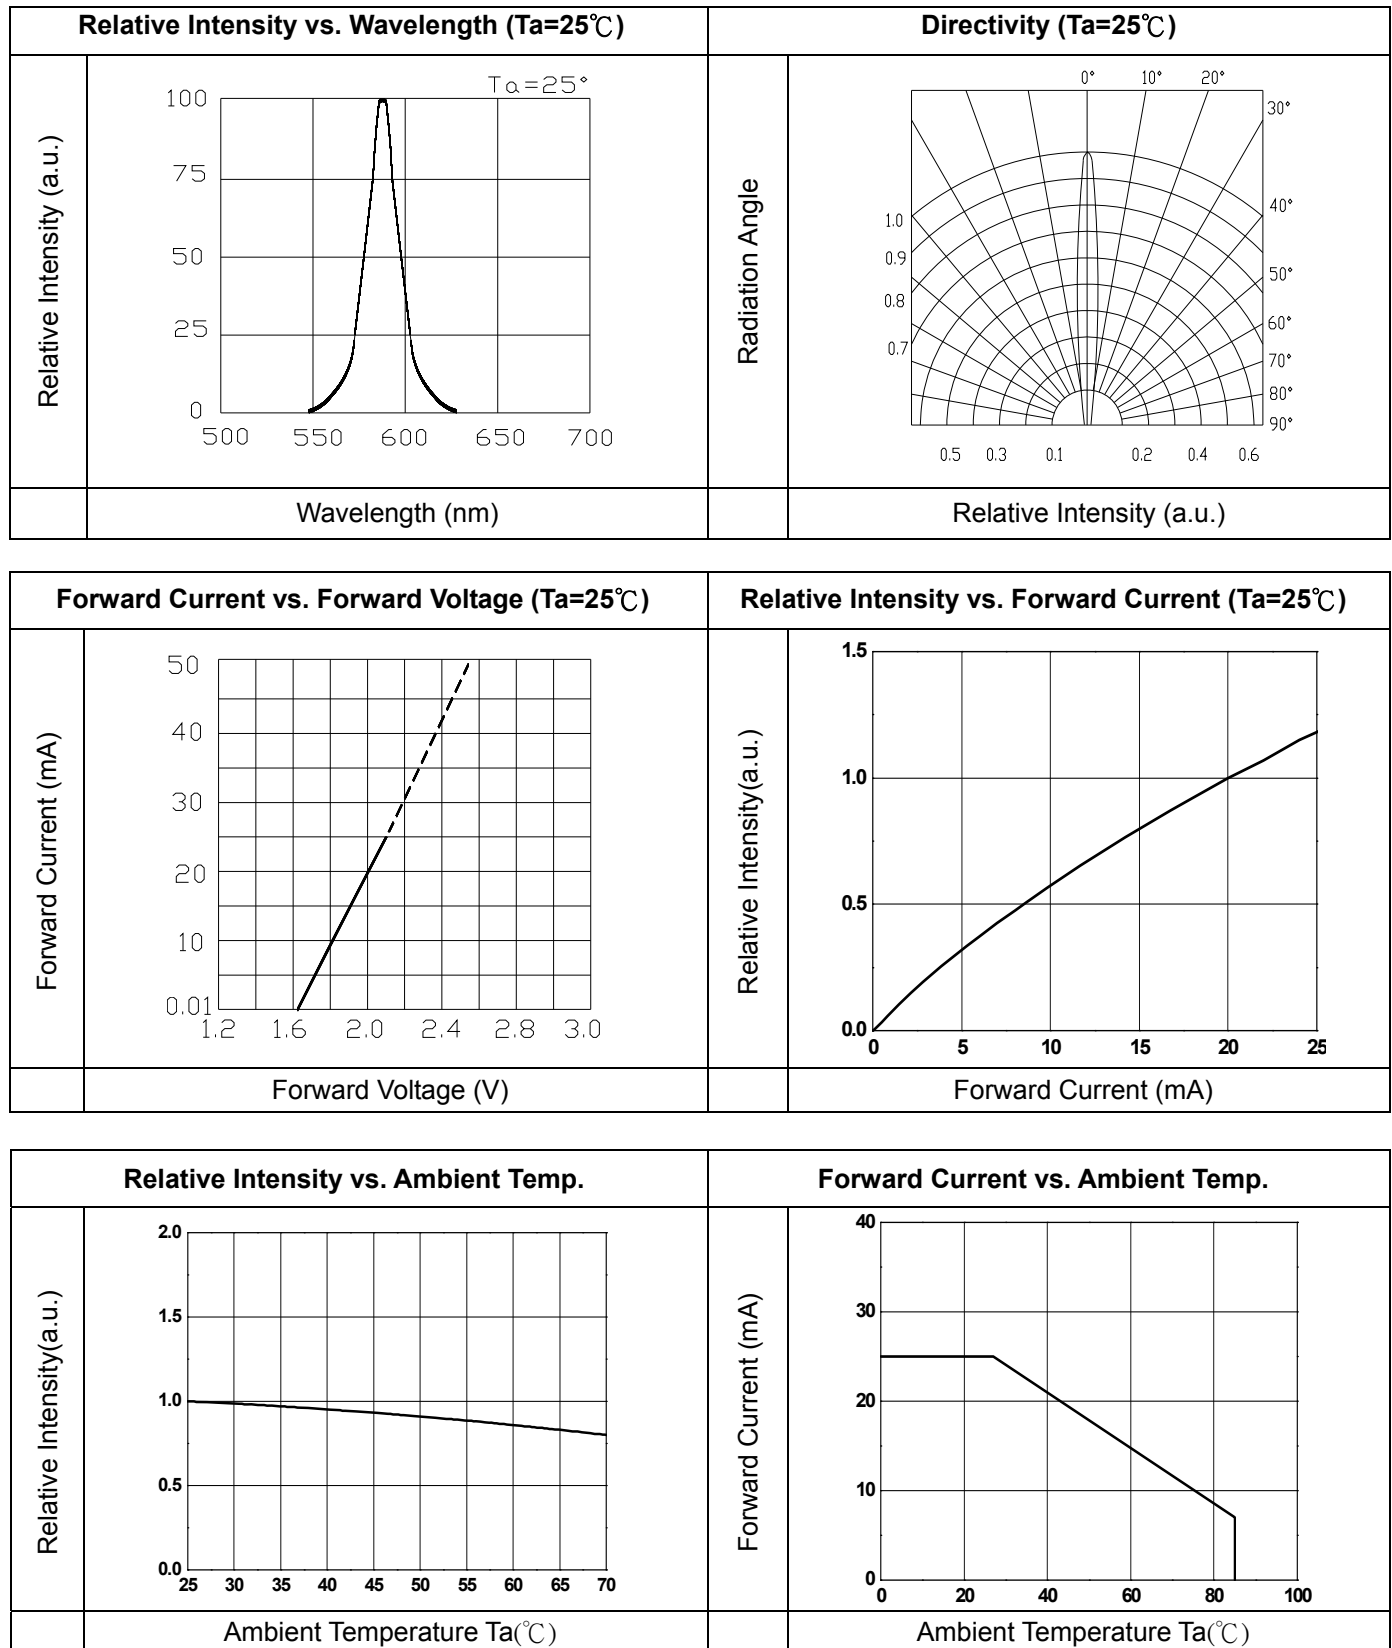 Relative Intensity vs. Wavelength (Ta=25℃)
Directivity (Ta=25℃)
Relative Intensity (a.u.)
Ta=25°
100
75
50
25
0
500 550 600 650 700
Wavelength (nm)
Radiation Angle
0° 10° 20°
30°
40°
50°
60°
70°
80°
90°
1.0
0.9
0.8
0.7
0.5 0.3 0.1 0.2 0.4 0.6
Relative Intensity (a.u.)
Forward Current vs. Forward Voltage (Ta=25℃)
Relative Intensity vs. Forward Current (Ta=25℃)
Forward Current (mA)
50
40
30
20
10
0.01
1.2 1.6 2.0 2.4 2.8 3.0
Forward Voltage (V)
Relative Intensity(a.u.)
1.5
1.0
0.5
0.0
0 5 10 15 20 25
Forward Current (mA)
Relative Intensity vs. Ambient Temp.
Forward Current vs. Ambient Temp.
Relative Intensity(a.u.)
2.0
1.5
1.0
0.5
0.0
25 30 35 40 45 50 55 60 65 70
Ambient Temperature Ta(℃)
Forward Current (mA)
40
30
20
10
0
0 20 40 60 80 100
Ambient Temperature Ta(℃)